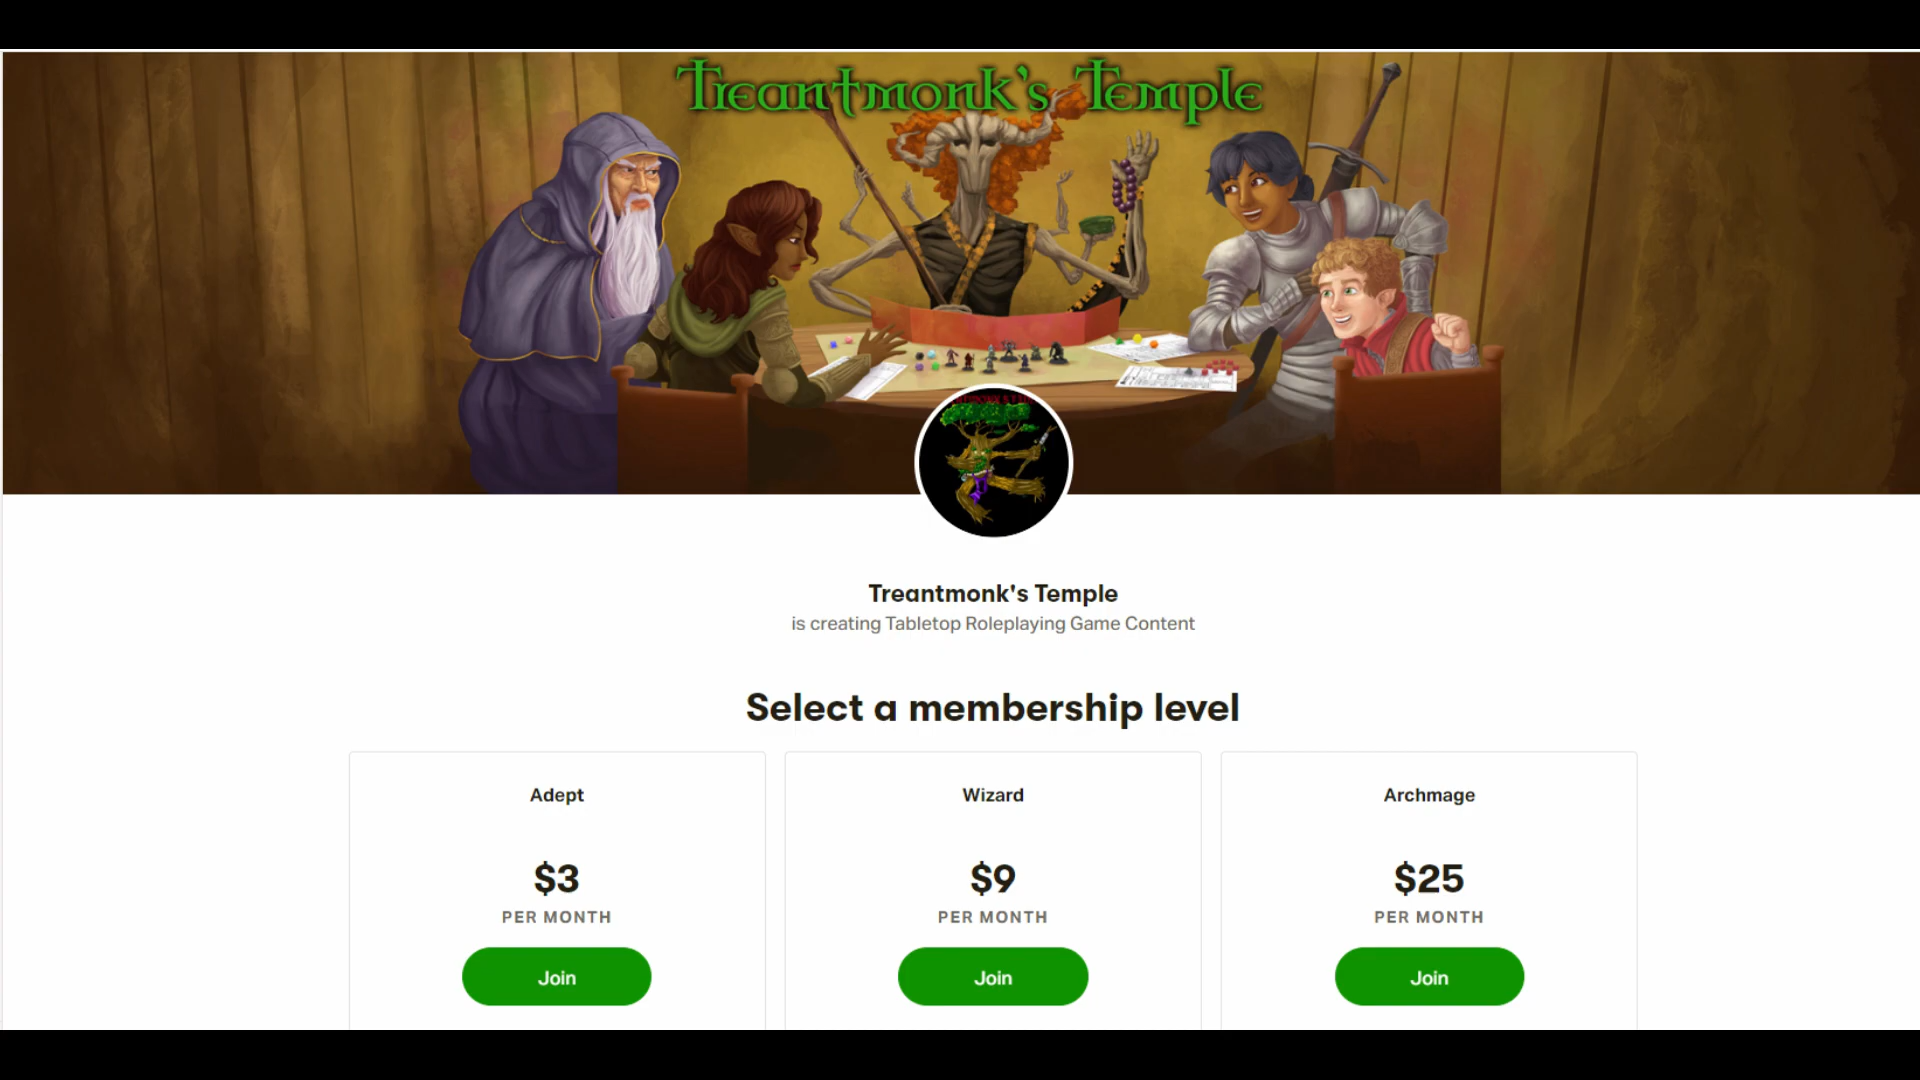 Treantmonk's Temple
Treantmonk's Temple
is creating Tabletop Roleplaying Game Content
Select a membership level
Adept
Wizard
Archmage
$3
$9
$25
PER MONTH
PER MONTH
PER MONTH
Join
Join
Join